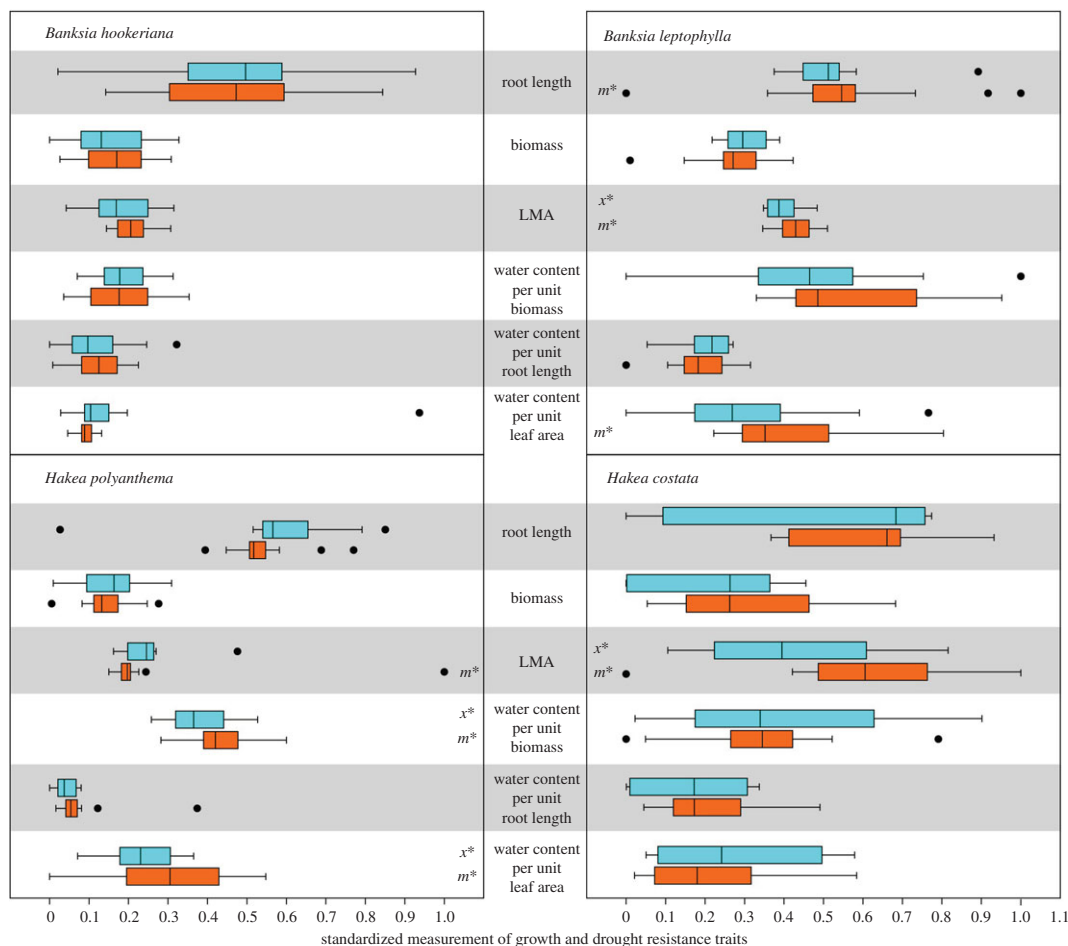 Banksia hookeriana
Banksia leptophylla
root length
m*
biomass
LMA
x*
m*
water content
per unit
biomass
water content
per unit
root length
water content
per unit
leaf area
m*
Hakea polyanthema
Hakea costata
root length
biomass
m*
LMA
x*
m*
x*
m*
water content
per unit
biomass
water content
per unit
root length
x*
m*
water content
per unit
leaf area
0 0.1 0.2 0.3 0.4 0.5 0.6 0.7 0.8 0.9 1.0
0 0.1 0.2 0.3 0.4 0.5 0.6 0.7 0.8 0.9 1.0 1.1
standardized measurement of growth and drought resistance traits